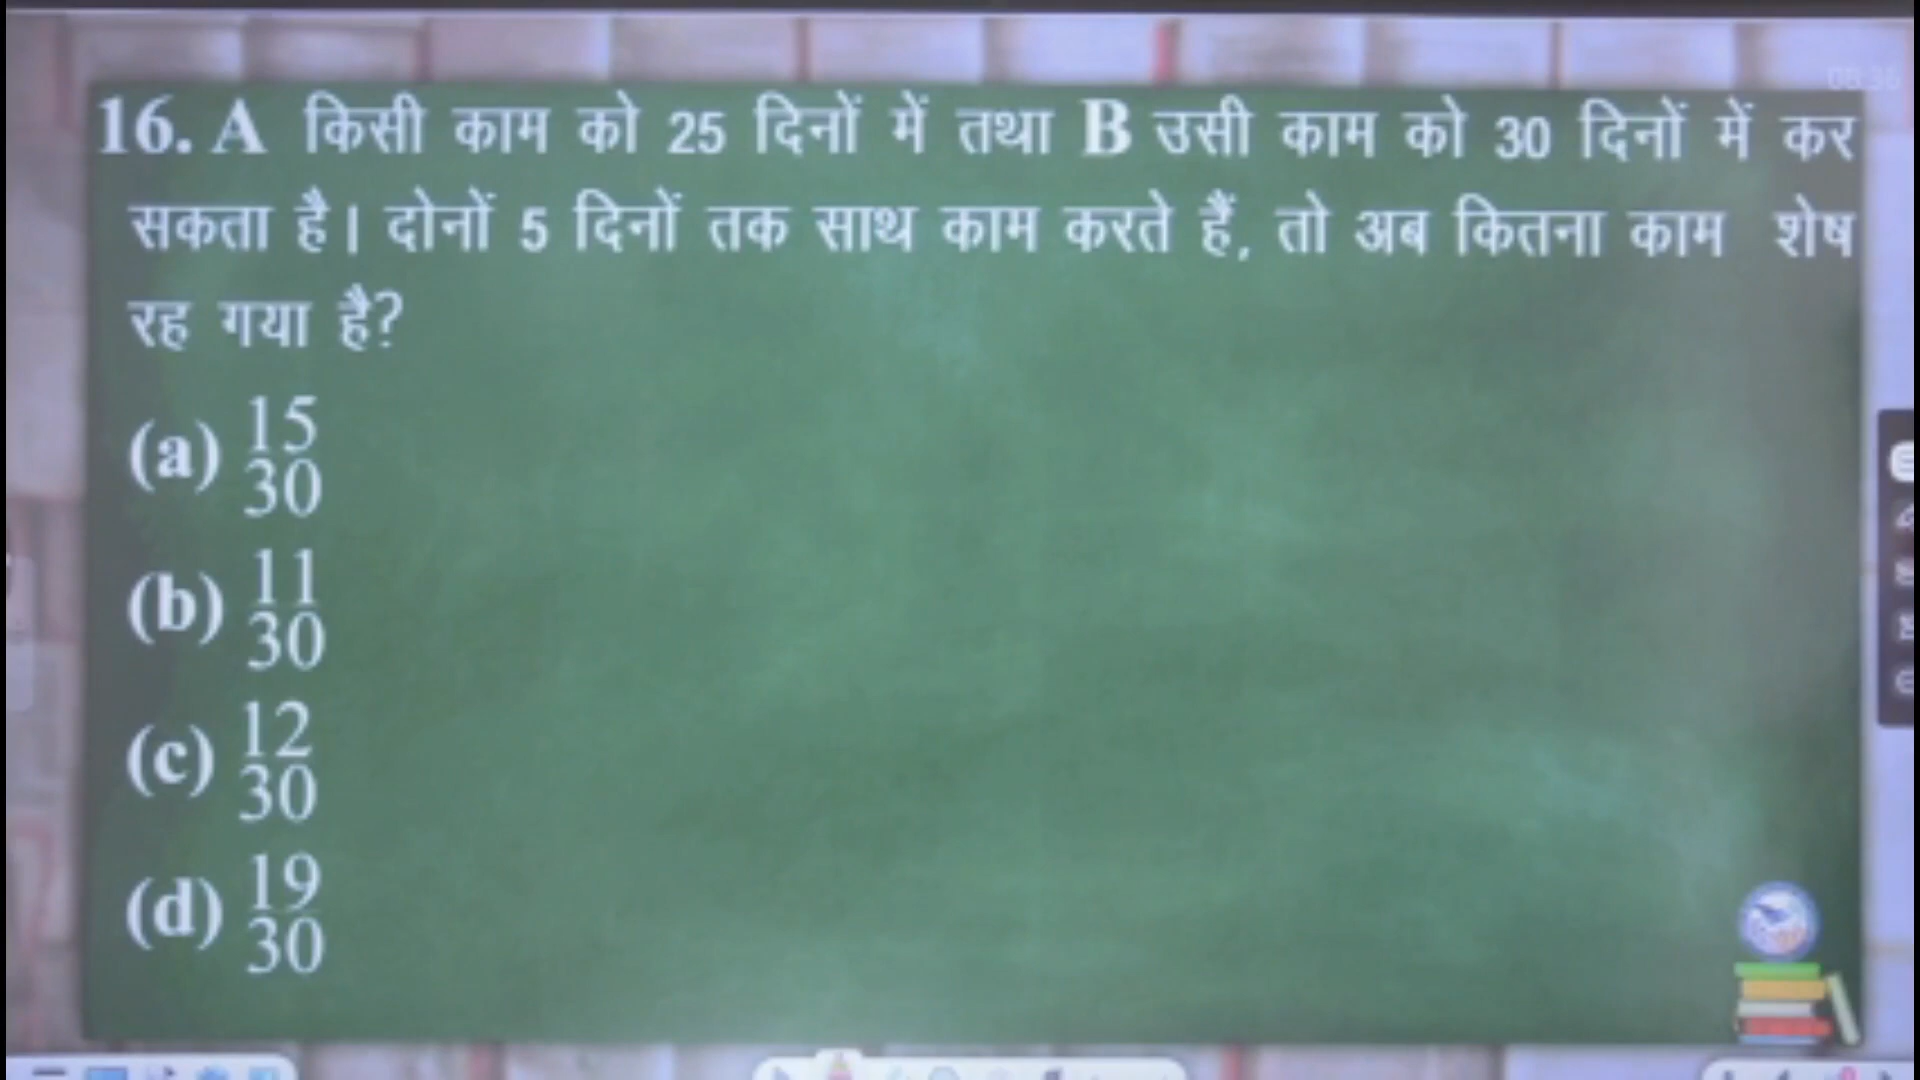 16. A किसी काम को 25 दिनों में तथा B उसी काम को 30 दिनों में कर
सकता है। दोनों 5 दिनों तक साथ काम करते हैं, तो अब कितना काम शेष
रह गया है?
(a) 15
30
(b) 11
30
(c) 12
30
(d) 19
30